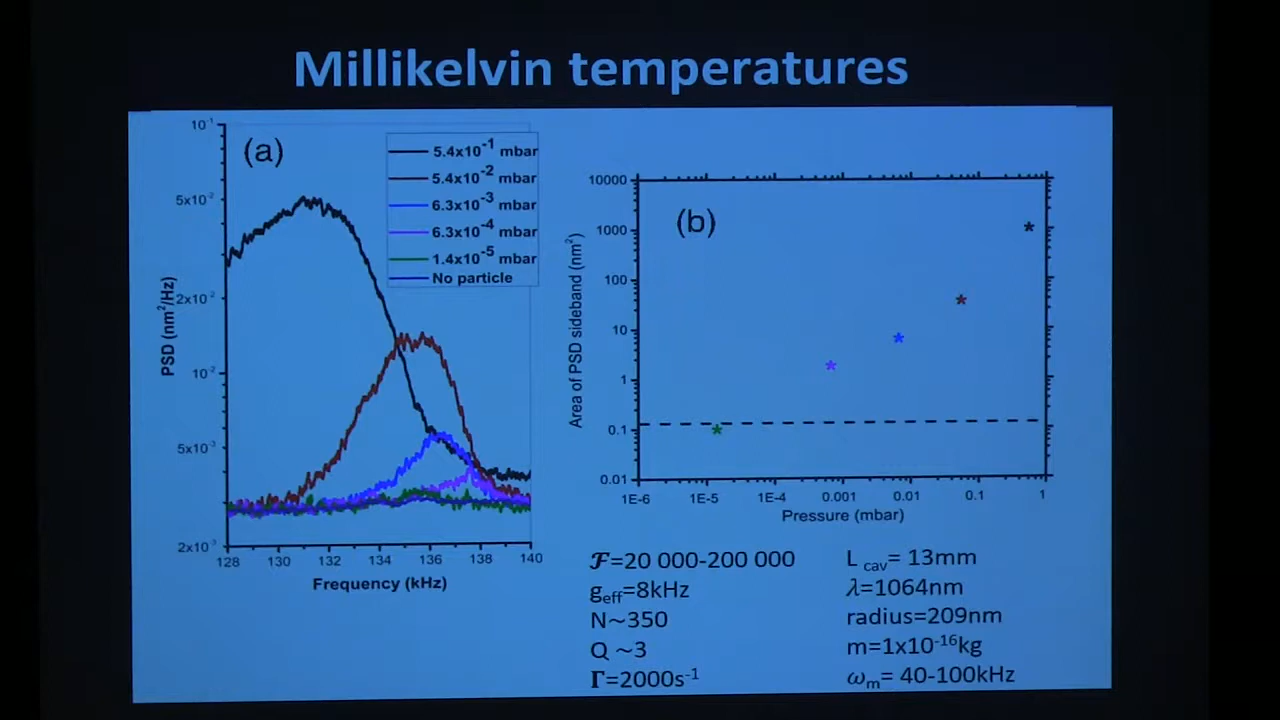 Millikelvin temperatures
(a)
5.4x10⁻¹ mbar
5.4x10⁻² mbar
6.3x10⁻³ mbar
6.3x10⁻⁴ mbar
1.4x10⁻⁵ mbar
No particle
10⁻¹
5x10⁻²
2x10⁻²
10⁻²
5x10⁻³
2x10⁻³
PSD (nm²/Hz)
128 130 132 134 136 138 140
Frequency (kHz)
(b)
10000
1000
100
10
1
0.1
0.01
Area of PSD sideband (nm²)
1E-6 1E-5 1E-4 0.001 0.01 0.1 1
Pressure (mbar)
ℱ=20 000-200 000
g_eff=8kHz
N~350
Q ~3
Γ=2000s⁻¹
L_cav= 13mm
λ=1064nm
radius=209nm
m=1x10⁻¹⁶kg
ω_m= 40-100kHz